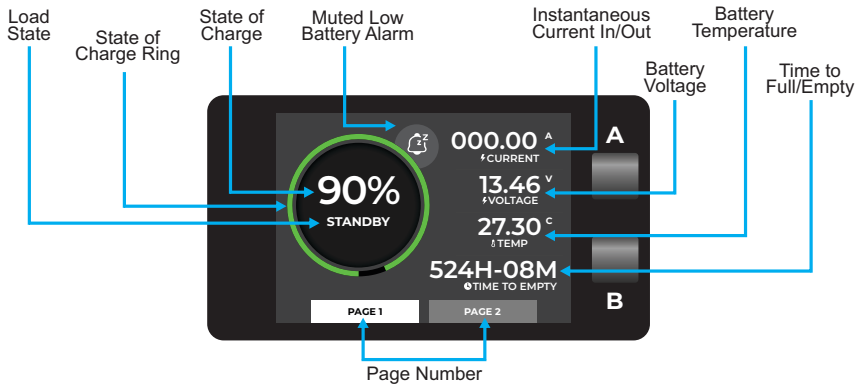 Load
State
State of
Charge Ring
State of
Charge
Muted Low
Battery Alarm
Instantaneous
Current In/Out
Battery
Temperature
Battery
Voltage
Time to
Full/Empty
z z
000.00 A
CURRENT
A
90%
STANDBY
13.46 V
VOLTAGE
27.30 C
TEMP
524H-08M
TIME TO EMPTY
B
PAGE 1
PAGE 2
Page Number